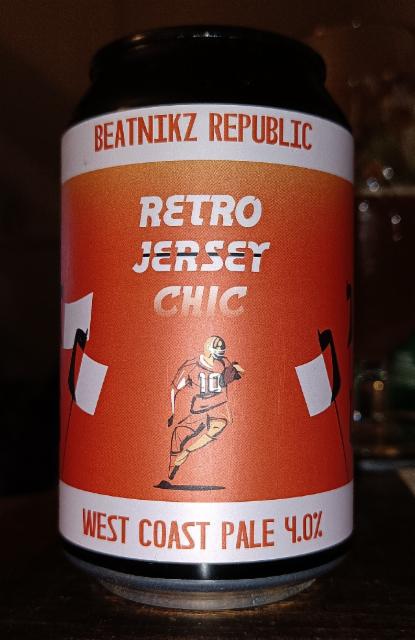 BEATNIKZ REPUBLIC
RETRO
JERSEY
CHIC
10
WEST COAST PALE 4.0%